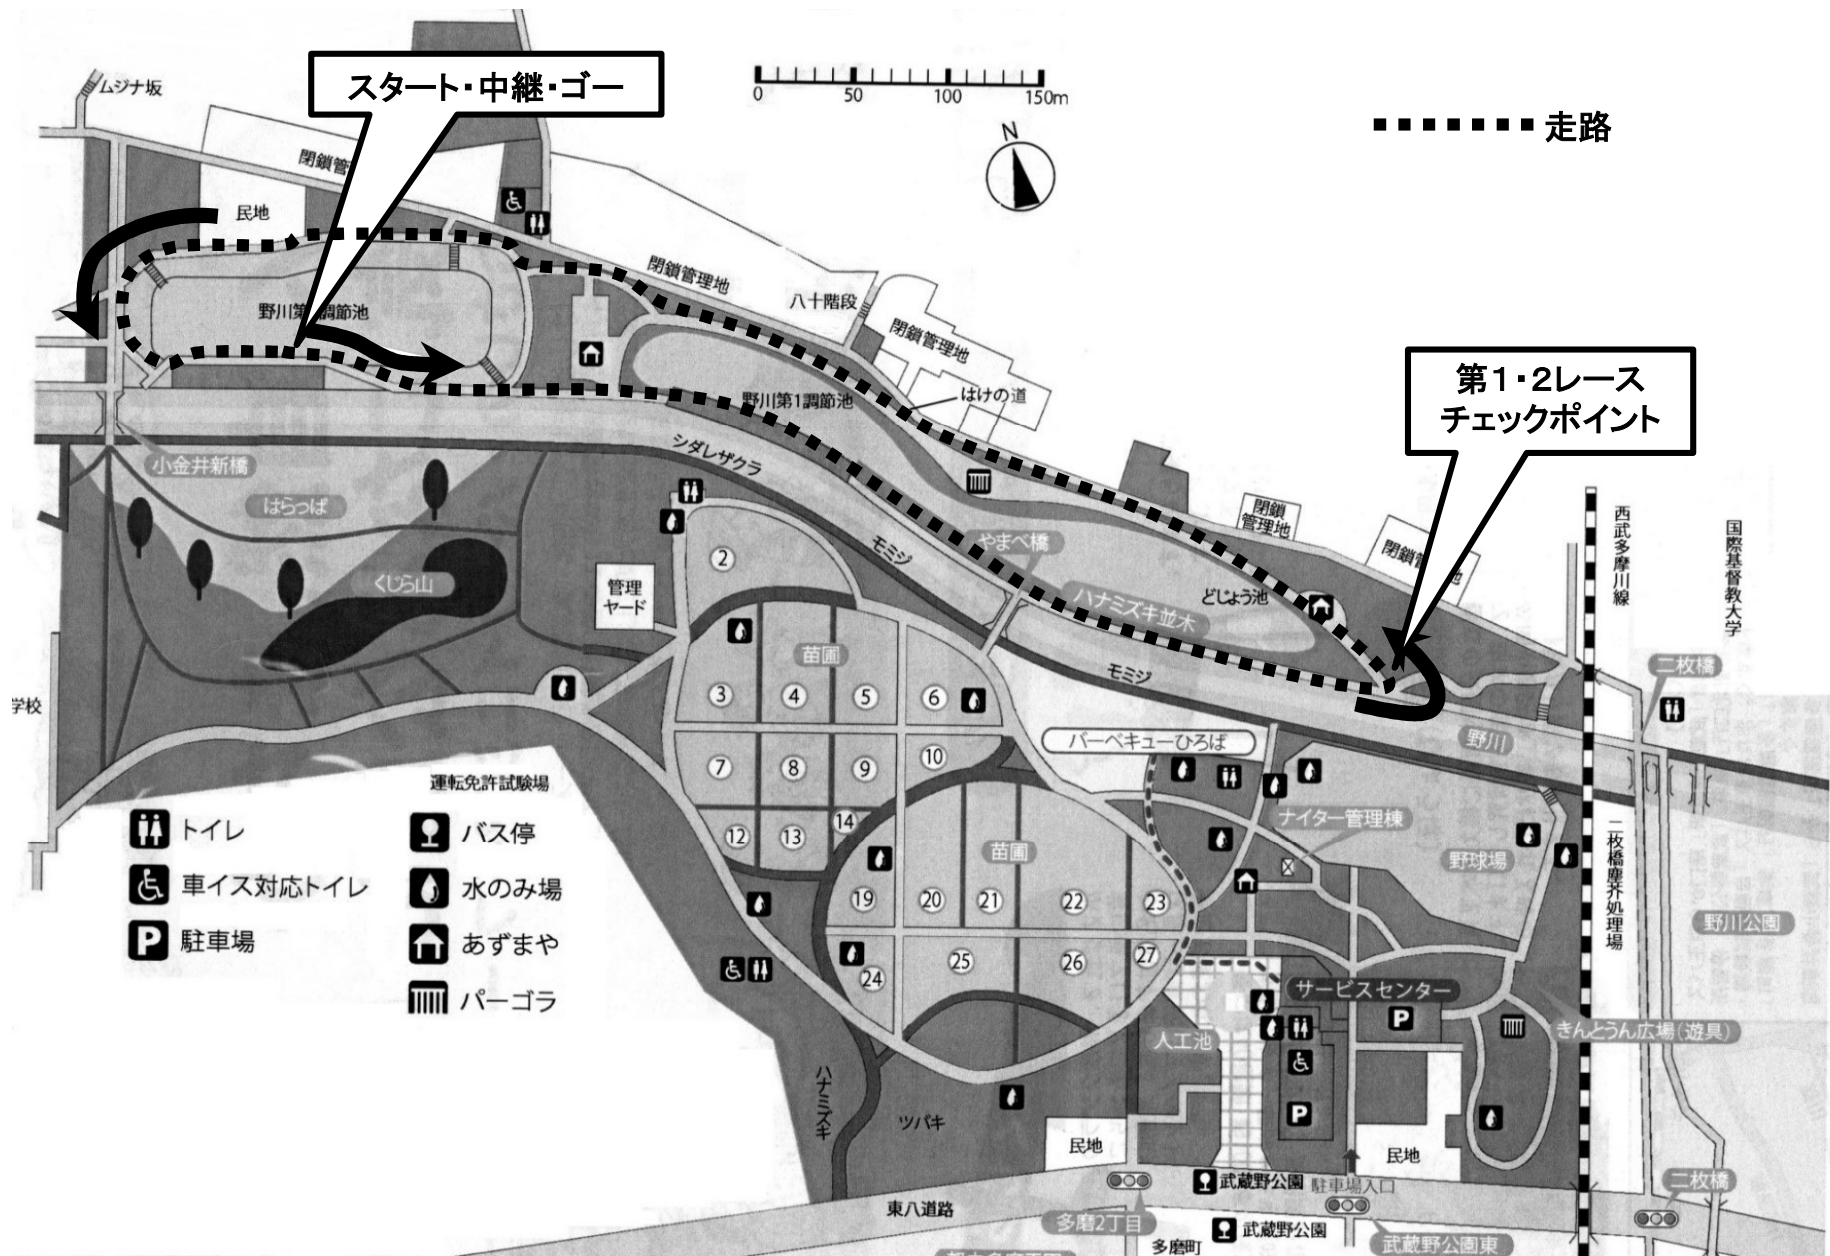 スタート・中継・ゴー
0 50 100 150m
N
走路
ムジナ坂
閉鎖管理
民地
閉鎖管理地
八十階段
閉鎖管理地
はけの道
野川第
調節池
野川第1調節池
第1・2レース
チェックポイント
小金井新橋
シダレザクラ
はらっぱ
くじら山
モミジ
やまべ橋
閉鎖
管理地
閉鎖管
地
西武多摩川線
国際基督教大学
管理
ヤード
ハナミズキ並木
どじょう池
モミジ
二枚橋
学校
苗圃
2
3
4
5
6
7
8
9
10
12
13
14
バーベキューひろば
野川
運転免許試験場
トイレ
バス停
車イス対応トイレ
水のみ場
駐車場
あずまや
パーゴラ
ナイター管理棟
野球場
二枚橋塵芥処理場
野川公園
苗圃
19
20
21
22
23
24
25
26
27
サービスセンター
人工池
きんとうん広場(遊具)
ハナミズキ
ツバキ
民地
民地
東八道路
武蔵野公園
駐車場入口
二枚橋
多磨2丁目
武蔵野公園
武蔵野公園東
多磨町